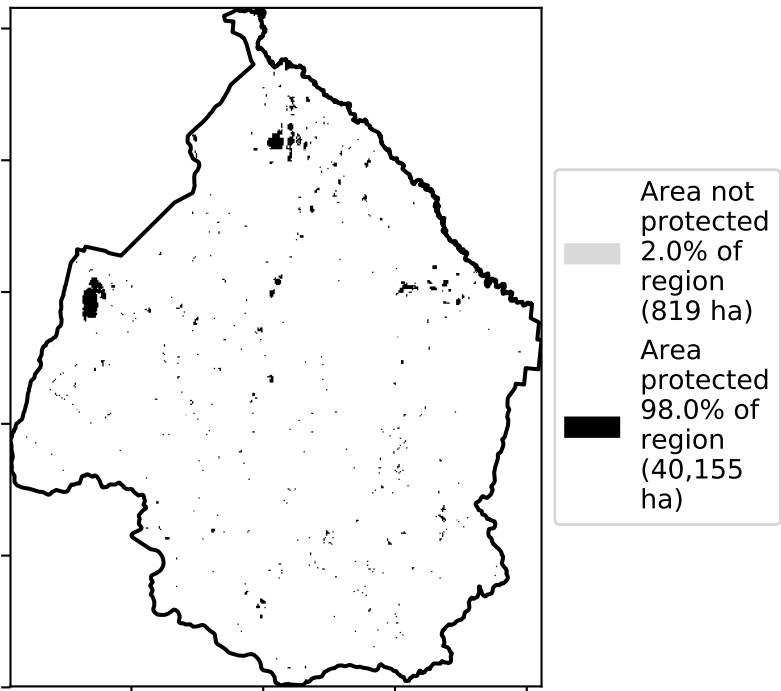 Area not
protected
2.0% of
region
(819 ha)
Area
protected
98.0% of
region
(40,155
ha)